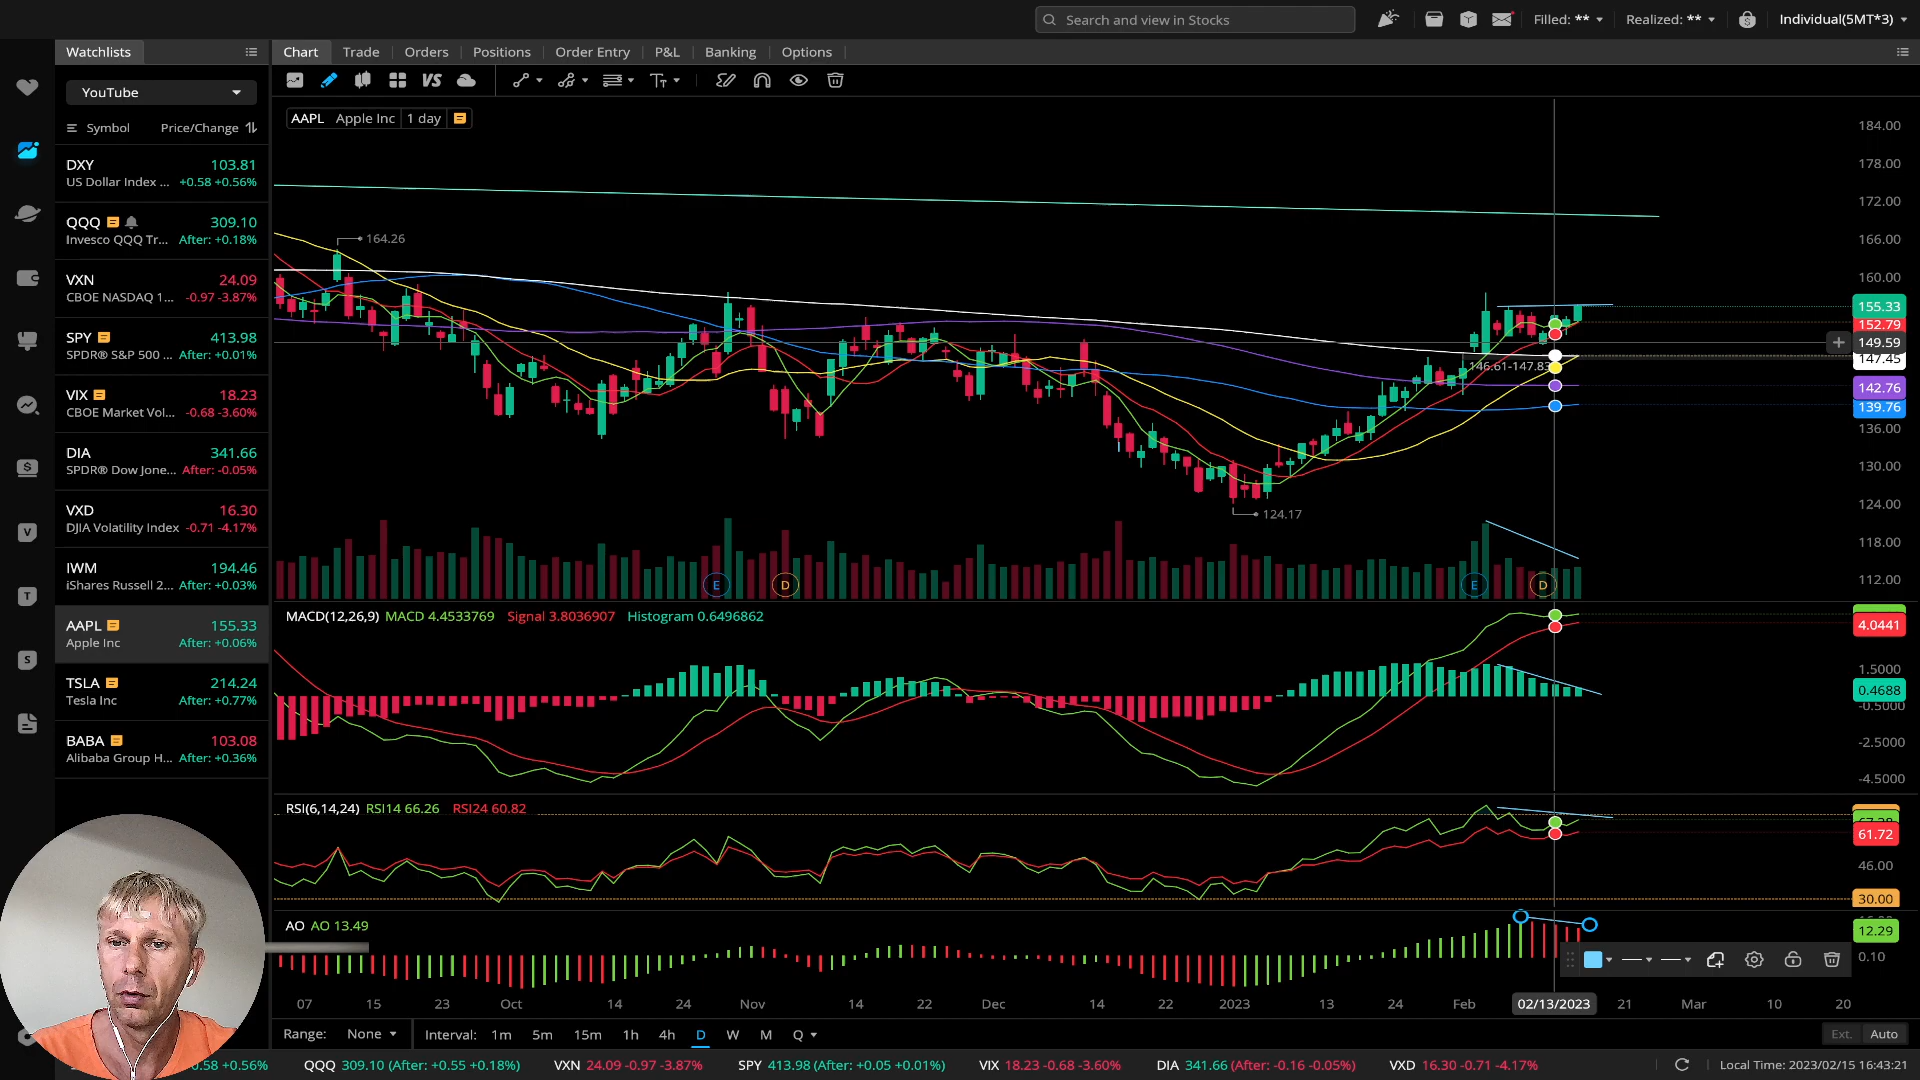 Search and view in Stocks
Filled: **
Realized: **
Individual(5MT*3)
Watchlists
Chart
Trade
Orders
Positions
Order Entry
P&L
Banking
Options
YouTube
VS
Symbol
Price/Change
AAPL Apple Inc 1 day
DXY 103.81
US Dollar Index ... +0.58 +0.56%
QQQ 309.10
Invesco QQQ Tr... After: +0.18%
VXN 24.09
CBOE NASDAQ 1... -0.97 -3.87%
SPY 413.98
SPDR® S&P 500 ... After: +0.01%
VIX 18.23
CBOE Market Vol... -0.68 -3.60%
DIA 341.66
SPDR® Dow Jone... After: -0.05%
VXD 16.30
DJIA Volatility Index -0.71 -4.17%
IWM 194.46
iShares Russell 2... After: +0.03%
AAPL 155.33
Apple Inc After: +0.06%
TSLA 214.24
Tesla Inc After: +0.77%
BABA 103.08
Alibaba Group H... After: +0.36%
164.26
146.61-147.83
124.17
E
D
E
D
184.00
178.00
172.00
166.00
160.00
155.33
152.79
149.59
147.45
142.76
139.76
136.00
130.00
124.00
118.00
112.00
MACD(12,26,9) MACD 4.4533769 Signal 3.8036907 Histogram 0.6496862
4.0441
1.5000
0.4688
-0.5000
-2.5000
-4.5000
RSI(6,14,24) RSI14 66.26 RSI24 60.82
61.72
46.00
30.00
AO AO 13.49
12.29
0.10
07 15 23 Oct 14 24 Nov 14 22 Dec 14 22 2023 13 24 Feb 02/13/2023 21 Mar 10 20
Range: None Interval: 1m 5m 15m 1h 4h D W M Q
Ext. Auto
0.58 +0.56% QQQ 309.10 (After: +0.55 +0.18%) VXN 24.09 -0.97 -3.87% SPY 413.98 (After: +0.05 +0.01%) VIX 18.23 -0.68 -3.60% DIA 341.66 (After: -0.16 -0.05%) VXD 16.30 -0.71 -4.17%
Local Time: 2023/02/15 16:43:21